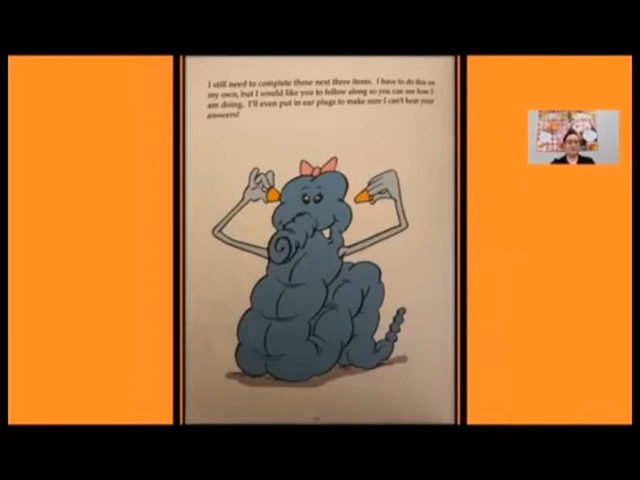 I still need to complete these next three items. I have to do this on
my own, but I would like you to follow along so you can see how I
am doing. I'll even put in ear plugs to make sure I can't hear your
answers!